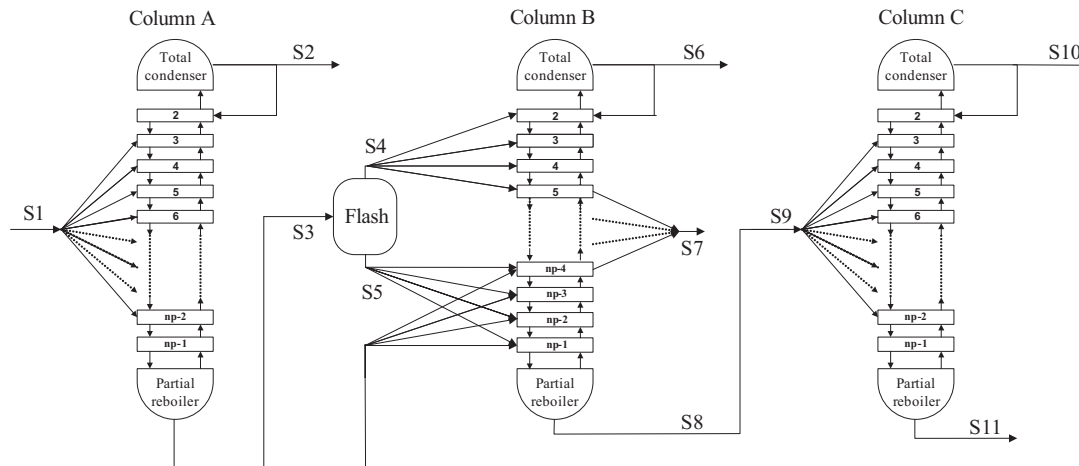 Column A
Column B
Column C
S2
S6
S10
Total
condenser
Total
condenser
Total
condenser
2
3
4
5
6
np-2
np-1
S1
S4
Flash
S3
S5
2
3
4
5
np-4
np-3
np-2
np-1
S7
S9
2
3
4
5
6
np-2
np-1
Partial
reboiler
Partial
reboiler
Partial
reboiler
S8
S11